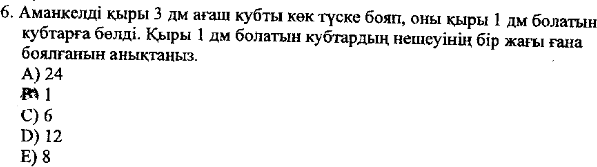 6. Аманкелді қыры 3 дм ағаш кубты көк түске бояп, оны қыры 1 дм болатын
кубтарға бөлді. Қыры 1 дм болатын кубтардың нешеуінің бір жағы ғана
боялғанын анықтаныз.
A) 24
B) 1
C) 6
D) 12
E) 8